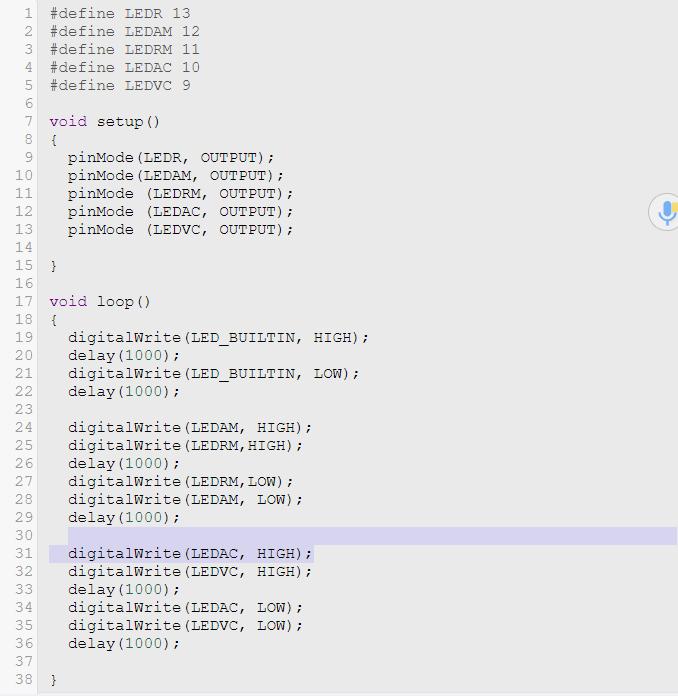 1 #define LEDR 13
2 #define LEDAM 12
3 #define LEDRM 11
4 #define LEDAC 10
5 #define LEDVC 9
6
7 void setup()
8 {
9   pinMode(LEDR, OUTPUT);
10   pinMode(LEDAM, OUTPUT);
11   pinMode (LEDRM, OUTPUT);
12   pinMode (LEDAC, OUTPUT);
13   pinMode (LEDVC, OUTPUT);
14
15 }
16
17 void loop()
18 {
19   digitalWrite(LED_BUILTIN, HIGH);
20   delay(1000);
21   digitalWrite(LED_BUILTIN, LOW);
22   delay(1000);
23
24   digitalWrite(LEDAM, HIGH);
25   digitalWrite(LEDRM,HIGH);
26   delay(1000);
27   digitalWrite(LEDRM,LOW);
28   digitalWrite(LEDAM, LOW);
29   delay(1000);
30
31   digitalWrite(LEDAC, HIGH);
32   digitalWrite(LEDVC, HIGH);
33   delay(1000);
34   digitalWrite(LEDAC, LOW);
35   digitalWrite(LEDVC, LOW);
36   delay(1000);
37
38 }